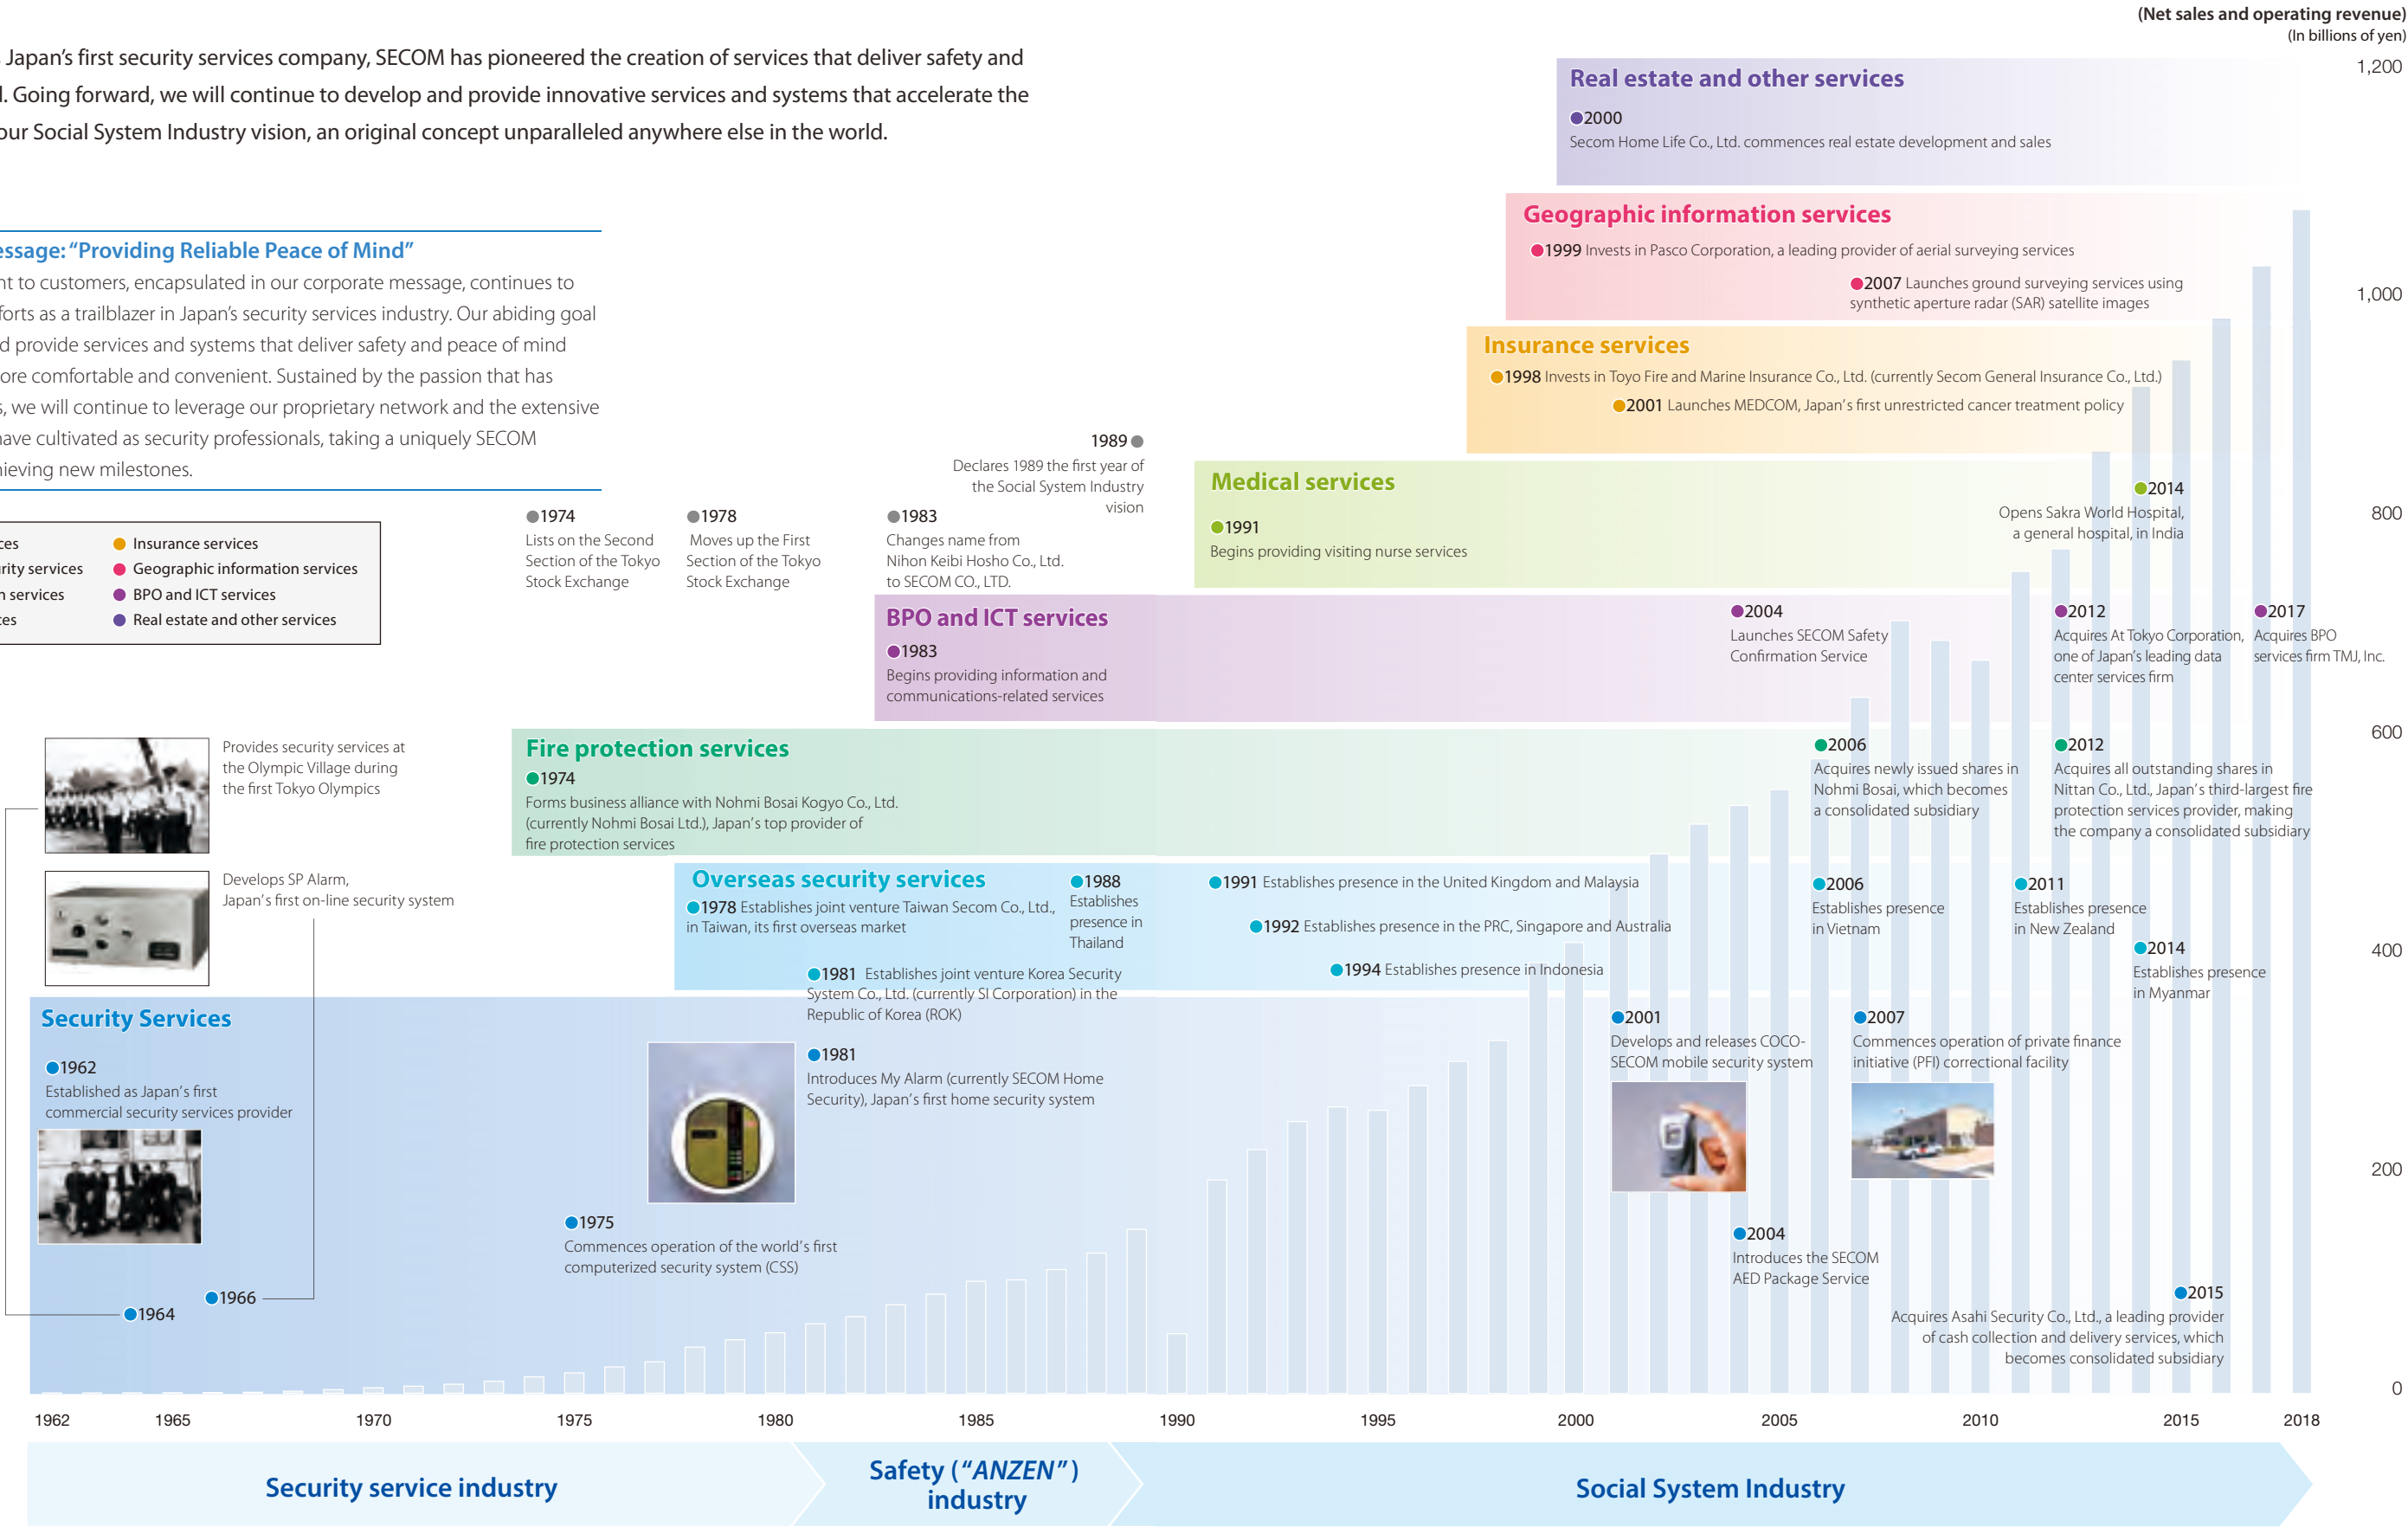 (Net sales and operating revenue)
(In billions of yen)
Japan's first security services company, SECOM has pioneered the creation of services that deliver safety and
. Going forward, we will continue to develop and provide innovative services and systems that accelerate the
our Social System Industry vision, an original concept unparalleled anywhere else in the world.
essage: “Providing Reliable Peace of Mind”
nt to customers, encapsulated in our corporate message, continues to
forts as a trailblazer in Japan's security services industry. Our abiding goal
d provide services and systems that deliver safety and peace of mind
ore comfortable and convenient. Sustained by the passion that has
s, we will continue to leverage our proprietary network and the extensive
have cultivated as security professionals, taking a uniquely SECOM
hieving new milestones.
ces
rity services
n services
ces
Insurance services
Geographic information services
BPO and ICT services
Real estate and other services
1,200
1,000
800
600
400
200
0
Real estate and other services
2000
Secom Home Life Co., Ltd. commences real estate development and sales
Geographic information services
1999 Invests in Pasco Corporation, a leading provider of aerial surveying services
2007 Launches ground surveying services using
synthetic aperture radar (SAR) satellite images
Insurance services
1998 Invests in Toyo Fire and Marine Insurance Co., Ltd. (currently Secom General Insurance Co., Ltd.)
2001 Launches MEDCOM, Japan's first unrestricted cancer treatment policy
1989
Declares 1989 the first year of
the Social System Industry
vision
1974
Lists on the Second
Section of the Tokyo
Stock Exchange
1978
Moves up the First
Section of the Tokyo
Stock Exchange
1983
Changes name from
Nihon Keibi Hosho Co., Ltd.
to SECOM CO., LTD.
Medical services
1991
Begins providing visiting nurse services
2014
Opens Sakra World Hospital,
a general hospital, in India
BPO and ICT services
1983
Begins providing information and
communications-related services
2004
Launches SECOM Safety
Confirmation Service
2012
Acquires At Tokyo Corporation,
one of Japan's leading data
center services firm
2017
Acquires BPO
services firm TMJ, Inc.
Provides security services at
the Olympic Village during
the first Tokyo Olympics
Fire protection services
1974
Forms business alliance with Nohmi Bosai Kogyo Co., Ltd.
(currently Nohmi Bosai Ltd.), Japan's top provider of
fire protection services
2006
Acquires newly issued shares in
Nohmi Bosai, which becomes
a consolidated subsidiary
2012
Acquires all outstanding shares in
Nittan Co., Ltd., Japan's third-largest fire
protection services provider, making
the company a consolidated subsidiary
Develops SP Alarm,
Japan's first on-line security system
Overseas security services
1978 Establishes joint venture Taiwan Secom Co., Ltd.,
in Taiwan, its first overseas market
1988
Establishes
presence in
Thailand
1981 Establishes joint venture Korea Security
System Co., Ltd. (currently SI Corporation) in the
Republic of Korea (ROK)
1991 Establishes presence in the United Kingdom and Malaysia
1992 Establishes presence in the PRC, Singapore and Australia
1994 Establishes presence in Indonesia
2006
Establishes presence
in Vietnam
2011
Establishes presence
in New Zealand
2014
Establishes presence
in Myanmar
Security Services
1962
Established as Japan's first
commercial security services provider
1964
1966
1975
Commences operation of the world's first
computerized security system (CSS)
1981
Introduces My Alarm (currently SECOM Home
Security), Japan's first home security system
2001
Develops and releases COCO-
SECOM mobile security system
2007
Commences operation of private finance
initiative (PFI) correctional facility
2004
Introduces the SECOM
AED Package Service
2015
Acquires Asahi Security Co., Ltd., a leading provider
of cash collection and delivery services, which
becomes consolidated subsidiary
1962
1965
1970
1975
1980
1985
1990
1995
2000
2005
2010
2015
2018
Security service industry
Safety (“ANZEN”)
industry
Social System Industry